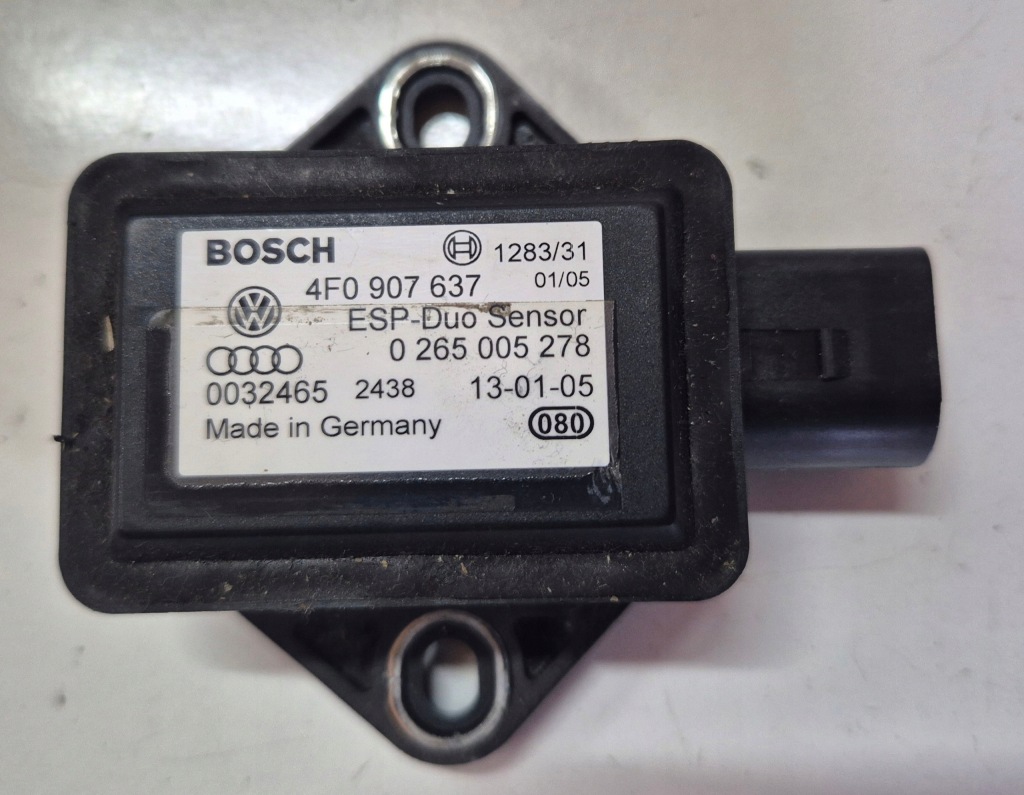 BOSCH 1283/31
4F0 907 637 01/05
ESP-Duo Sensor
0 265 005 278
0032465 2438 13-01-05
Made in Germany 080